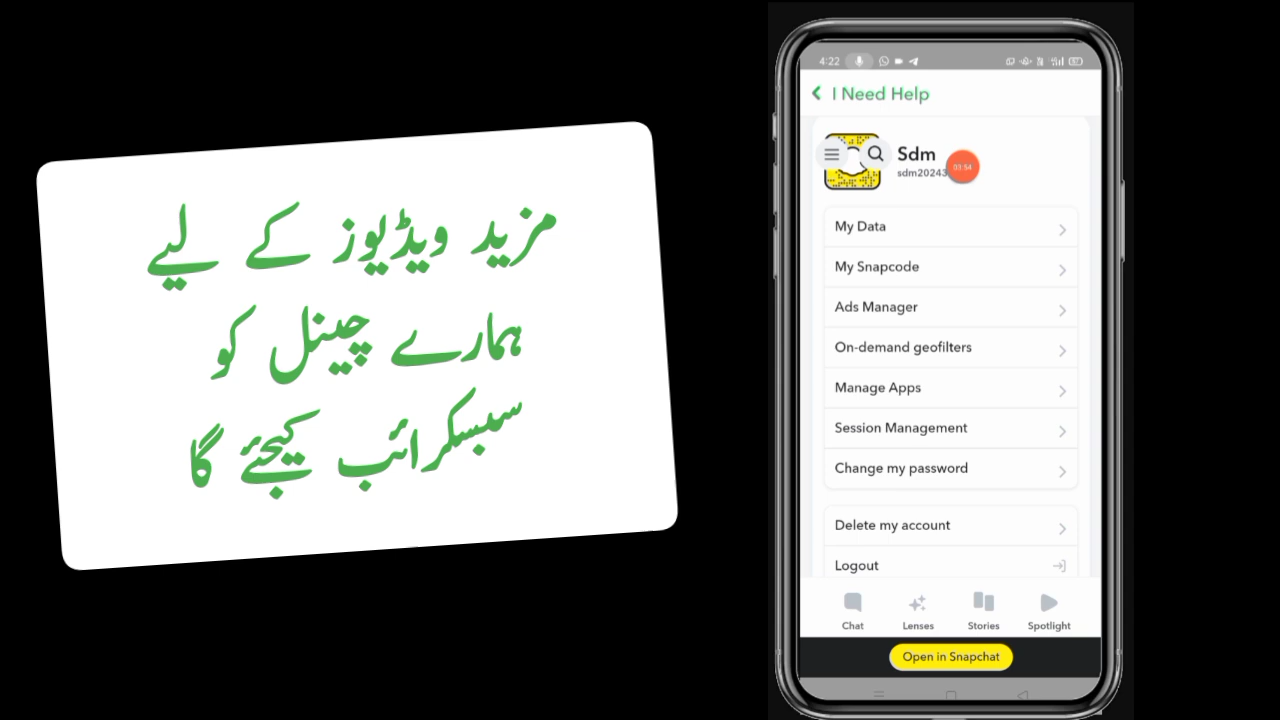 مزید ویڈیوز کے لیے
ہمارے چینل کو
سبسکرائب کیجئے گا
4:22
I Need Help
Sdm
sdm20243
03:54
My Data
My Snapcode
Ads Manager
On-demand geofilters
Manage Apps
Session Management
Change my password
Delete my account
Logout
Chat Lenses Stories Spotlight
Open in Snapchat